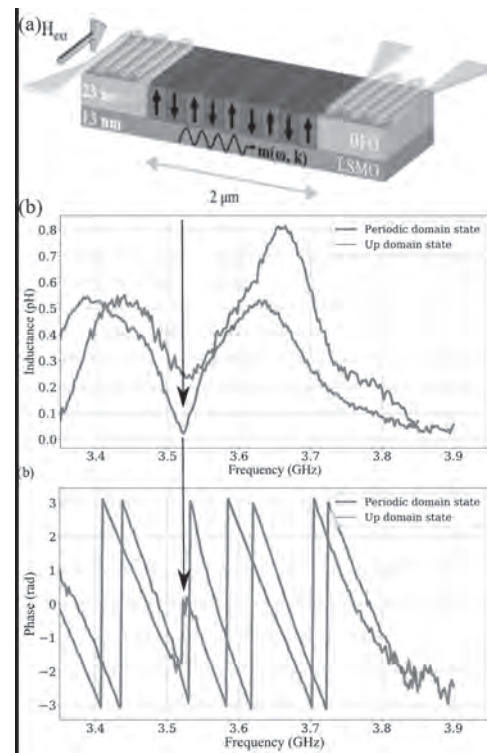 (a)
H ext
23 nm
13 nm
BFO
LSMO
m(ω, k)
2 μm
(b)
Periodic domain state
Up domain state
Inductance (pH)
0.8
0.7
0.6
0.5
0.4
0.3
0.2
0.1
0.0
3.4 3.5 3.6 3.7 3.8 3.9
Frequency (GHz)
(b)
Periodic domain state
Up domain state
Phase (rad)
3
2
1
0
−1
−2
−3
3.4 3.5 3.6 3.7 3.8 3.9
Frequency (GHz)